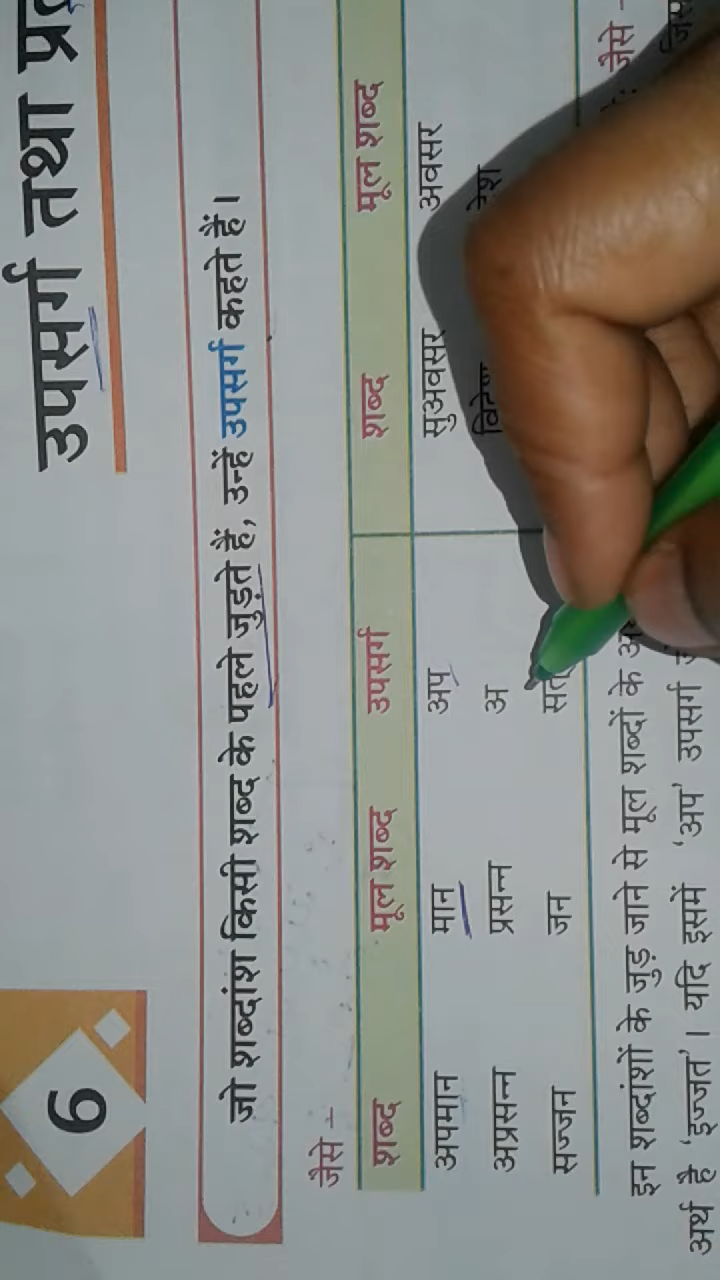 6
उपसर्ग तथा
जो शब्दांश किसी शब्द के पहले जुड़ते हैं, उन्हें उपसर्ग कहते हैं।
जैसे –
शब्द मूल शब्द उपसर्ग शब्द मूल शब्द
अपमान मान अप सुअवसर अवसर
अप्रसन्न प्रसन्न अ
सज्जन जन सत्
इन शब्दांशों के जुड़ जाने से मूल शब्दों के जैसे –
अर्थ है 'इज्जत'। यदि इसमें 'अप' उपसर्ग